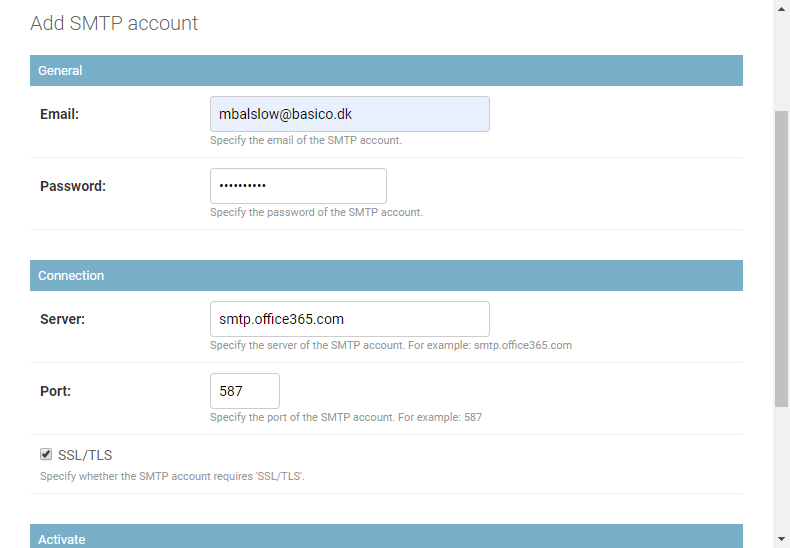 Add SMTP account
General
Email:
mbalslow@basico.dk
Specify the email of the SMTP account.
Password:
••••••••••
Specify the password of the SMTP account.
Connection
Server:
smtp.office365.com
Specify the server of the SMTP account. For example: smtp.office365.com
Port:
587
Specify the port of the SMTP account. For example: 587
SSL/TLS
Specify whether the SMTP account requires 'SSL/TLS'.
Activate